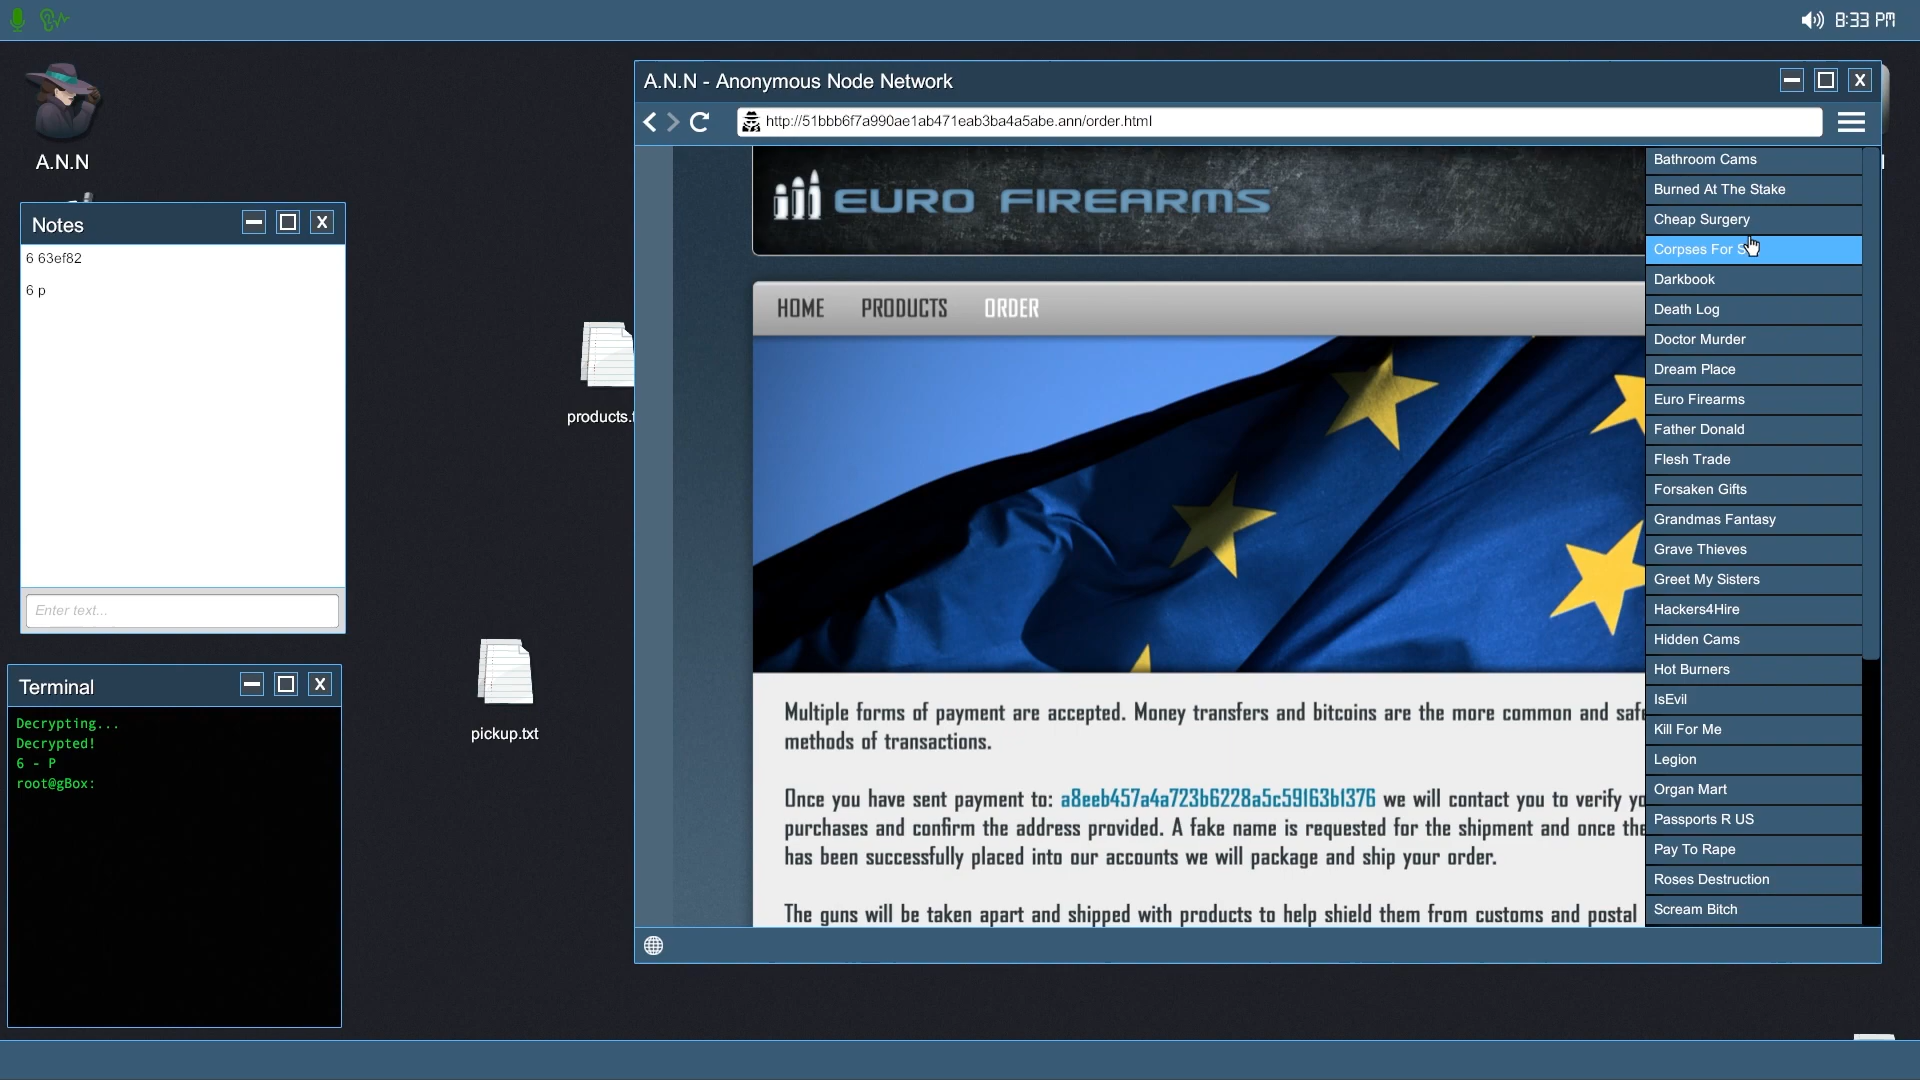 8:33 PM
A.N.N
A.N.N - Anonymous Node Network
http://51bbb6f7a990ae1ab471eab3ba4a5abe.ann/order.html
Notes
6 63ef82
6 p
Enter text...
Terminal
Decrypting...
Decrypted!
6 - P
root@gBox:
products.
pickup.txt
EURO FIREARMS
HOME PRODUCTS ORDER
Multiple forms of payment are accepted. Money transfers and bitcoins are the more common and safe
methods of transactions.
Once you have sent payment to: a8eeb457a4a723b6228a5c59163b1376 we will contact you to verify yo
purchases and confirm the address provided. A fake name is requested for the shipment and once the
has been successfully placed into our accounts we will package and ship your order.
The guns will be taken apart and shipped with products to help shield them from customs and postal
Bathroom Cams
Burned At The Stake
Cheap Surgery
Corpses For S
Darkbook
Death Log
Doctor Murder
Dream Place
Euro Firearms
Father Donald
Flesh Trade
Forsaken Gifts
Grandmas Fantasy
Grave Thieves
Greet My Sisters
Hackers4Hire
Hidden Cams
Hot Burners
IsEvil
Kill For Me
Legion
Organ Mart
Passports R US
Pay To Rape
Roses Destruction
Scream Bitch